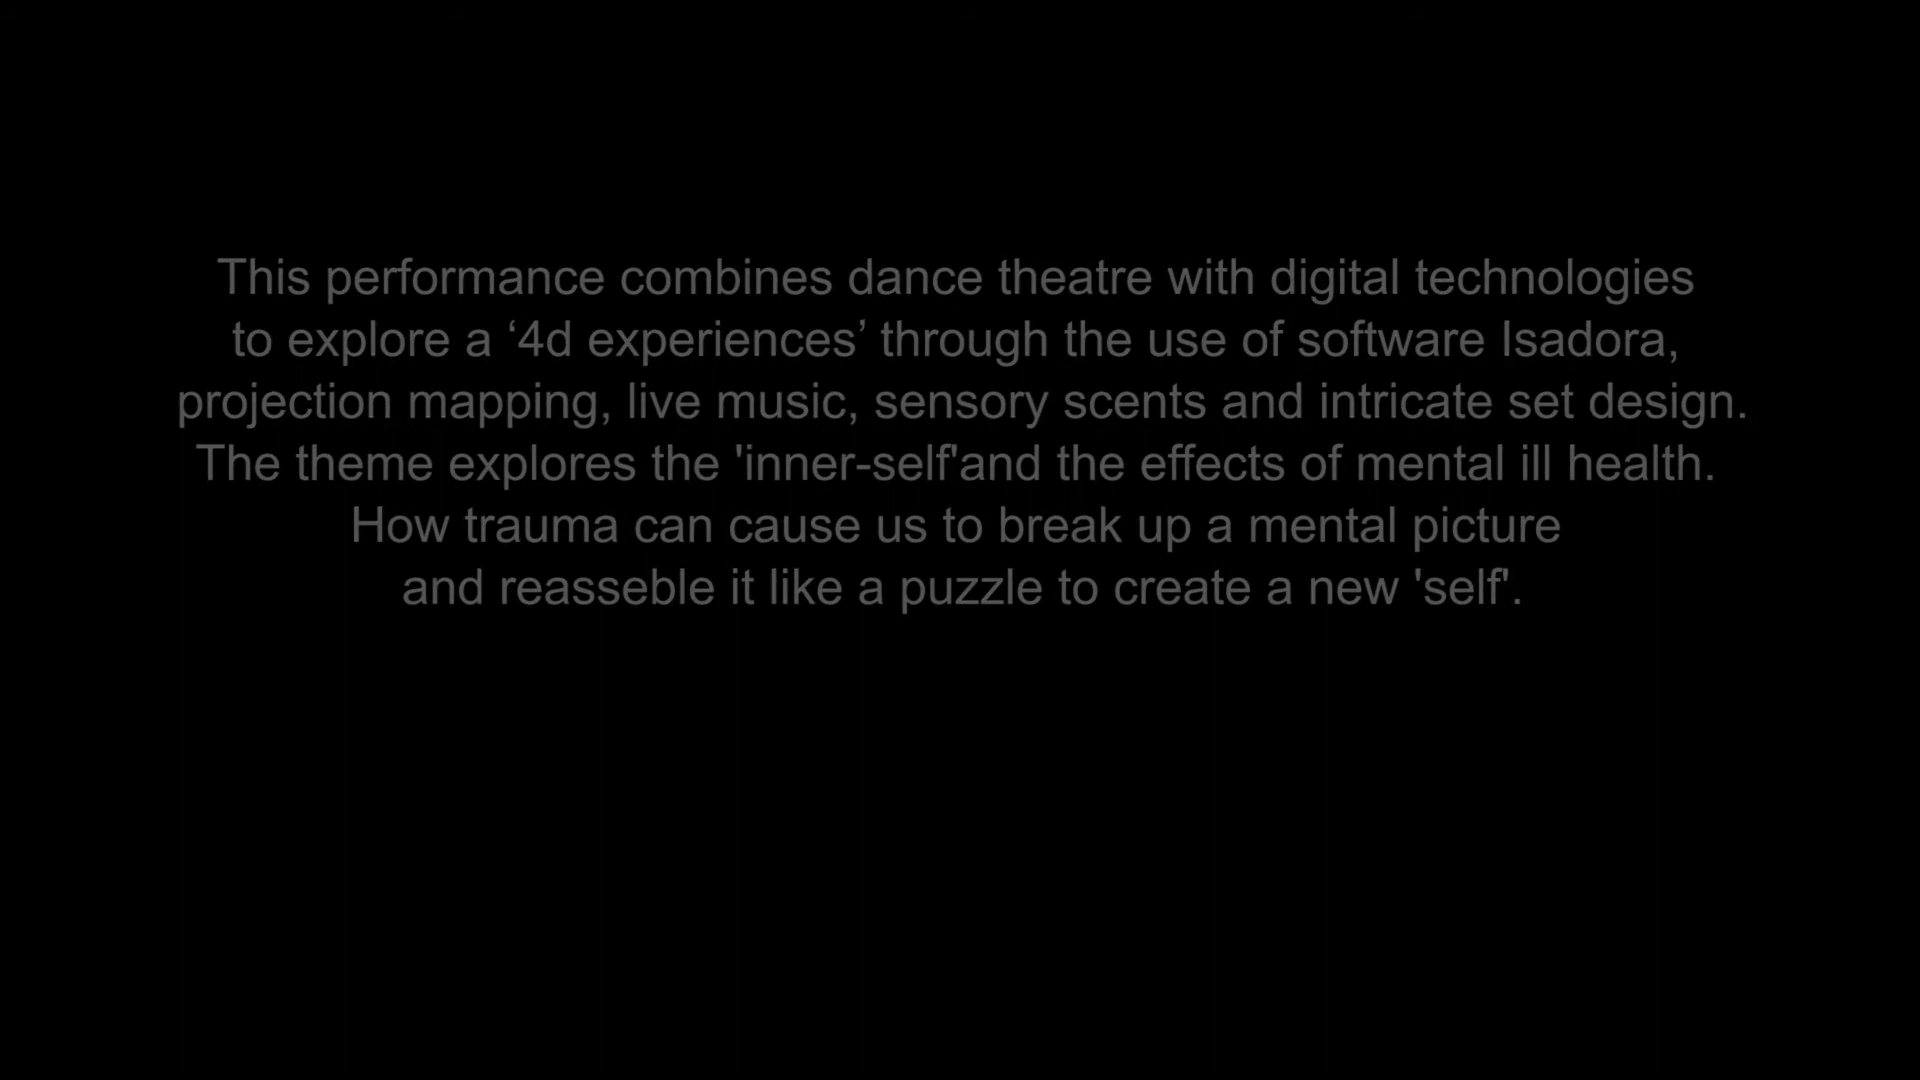 This performance combines dance theatre with digital technologies
to explore a ‘4d experiences’ through the use of software Isadora,
projection mapping, live music, sensory scents and intricate set design.
The theme explores the 'inner-self'and the effects of mental ill health.
How trauma can cause us to break up a mental picture
and reasseble it like a puzzle to create a new 'self'.